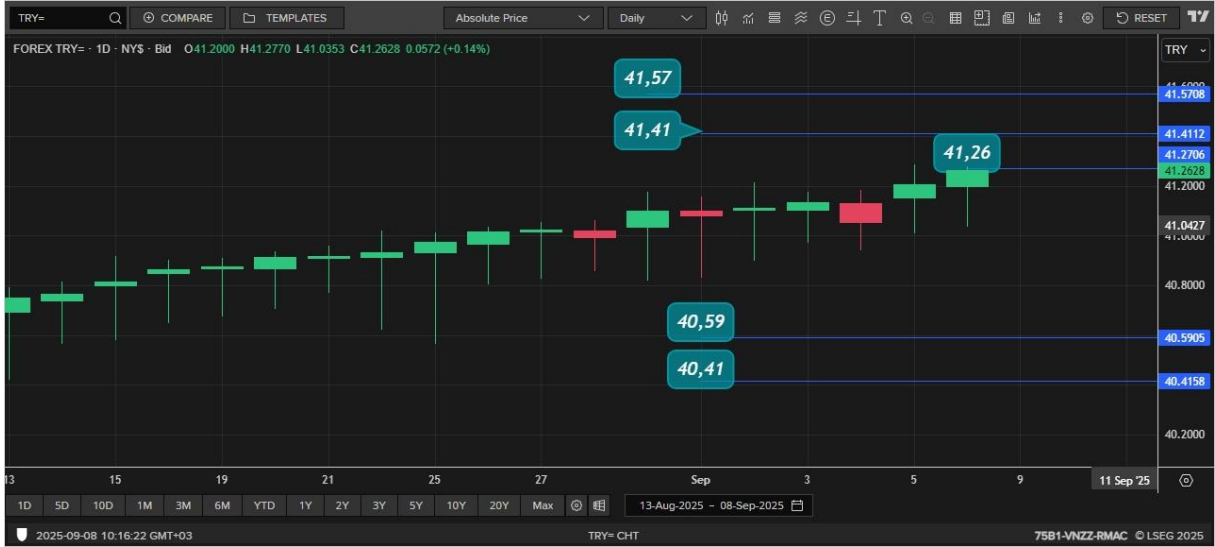 TRY= COMPARE TEMPLATES Absolute Price Daily RESET
FOREX TRY= · 1D · NY$ · Bid O41.2000 H41.2770 L41.0353 C41.2628 0.0572 (+0.14%)
TRY
41,57
41.5708
41,41
41.4112
41,26
41.2706
41.2628
41.2000
41.0427
41.0000
40.8000
40,59
40.5905
40,41
40.4158
40.2000
13 15 19 21 25 27 Sep 3 5 9 11 Sep '25
1D 5D 10D 1M 3M 6M YTD 1Y 2Y 3Y 5Y 10Y 20Y Max 13-Aug-2025 - 08-Sep-2025
2025-09-08 10:16:22 GMT+03 TRY= CHT 75B1-VNZZ-RMAC © LSEG 2025